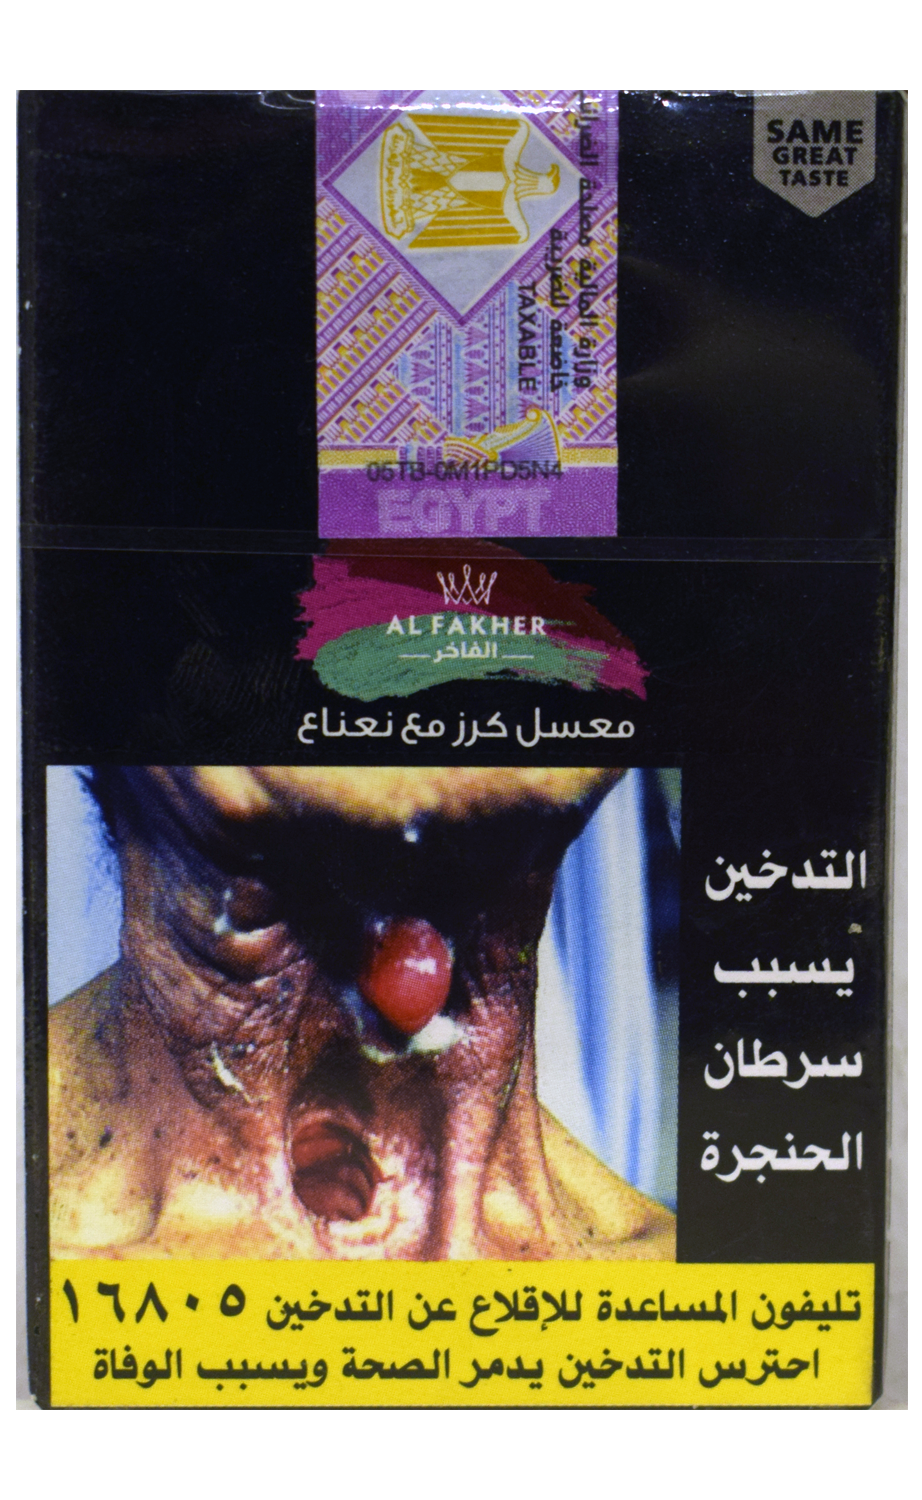 SAME
GREAT
TASTE
وزارة المالية مصلحة الضرائب
خاضعة للضريبة
TAXABLE
05TB-0M1PD5N4
EGYPT
AL FAKHER
الفاخر
معسل كرز مع نعناع
التدخين
يسبب
سرطان
الحنجرة
تليفون المساعدة للإقلاع عن التدخين ١٦٨٠٥
احترس التدخين يدمر الصحة ويسبب الوفاة